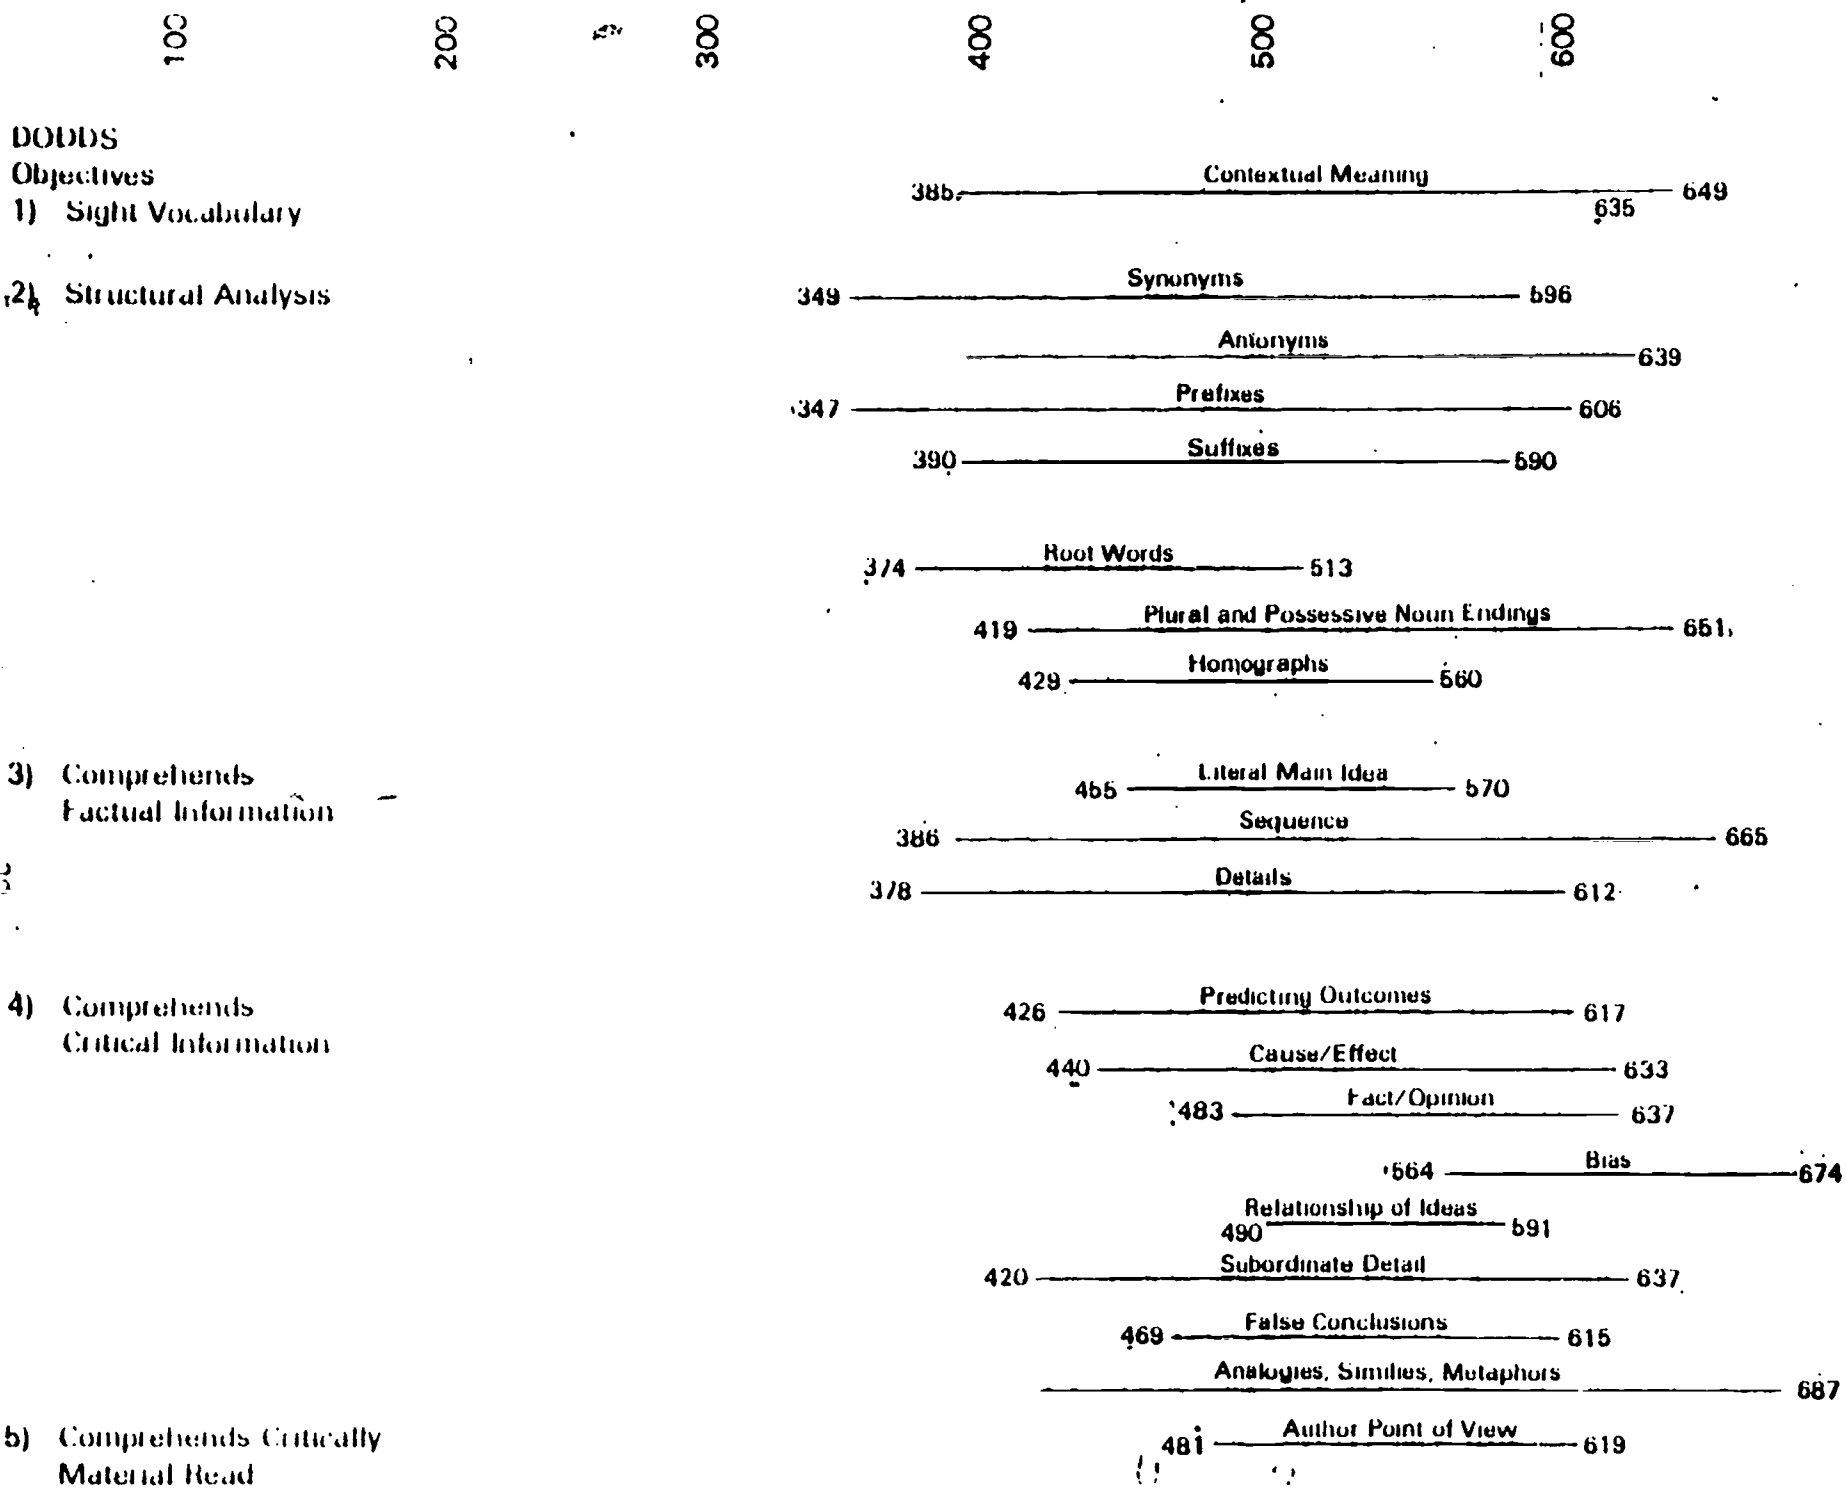 100 200 300 400 500 600
DODDS
Objectives
Contextual Meaning
385 649
1) Sight Vocabulary
635
Synonyms
2) Structural Analysis 349 596
Antonyms
639
Prefixes
347 606
Suffixes
390 590
Root Words
374 513
Plural and Possessive Noun Endings
419 651
Homographs
429 560
3) Comprehends
Literal Main Idea
455 570
Factual Information
Sequence
386 665
Details
378 612
4) Comprehends
Predicting Outcomes
426 617
Critical Information
Cause/Effect
440 633
Fact/Opinion
483 637
Bias
564 674
Relationship of Ideas
490 591
Subordinate Detail
420 637
False Conclusions
469 615
Analogies, Similies, Metaphors
687
5) Comprehends Critically
Author Point of View
481 619
Material Read